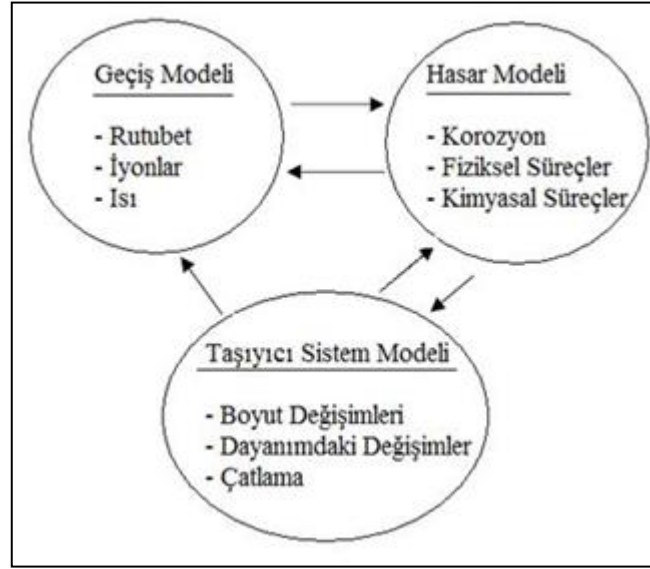 Geçiş Modeli
- Rutubet
- İyonlar
- Isı
Hasar Modeli
- Korozyon
- Fiziksel Süreçler
- Kimyasal Süreçler
Taşıyıcı Sistem Modeli
- Boyut Değişimleri
- Dayanımdaki Değişimler
- Çatlama